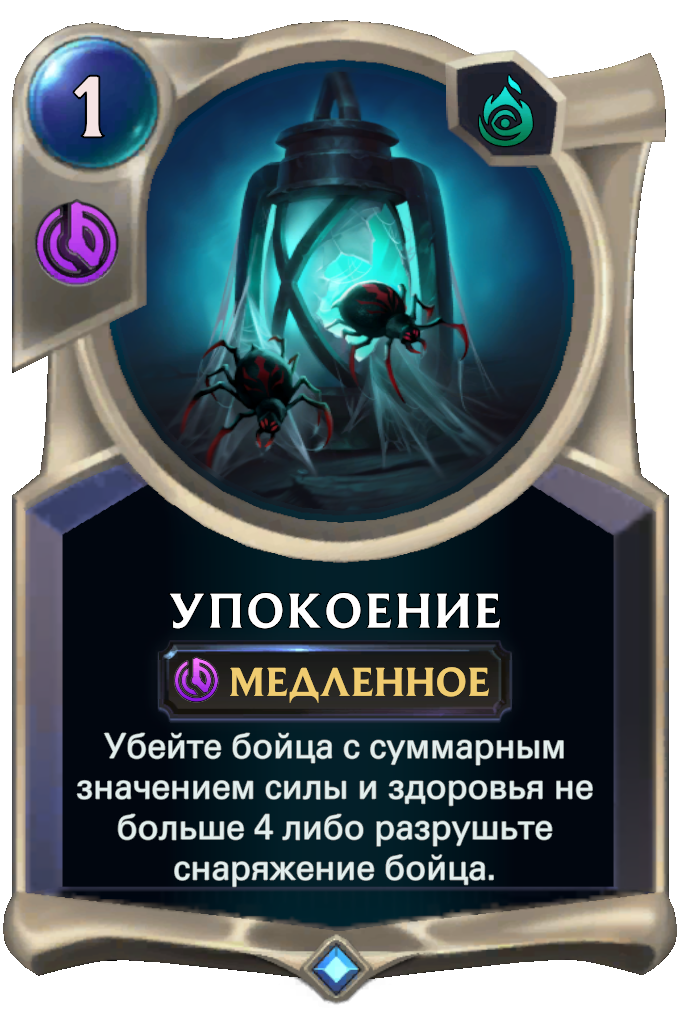 1
УПОКОЕНИЕ
МЕДЛЕННОЕ
Убейте бойца с суммарным
значением силы и здоровья не
больше 4 либо разрушьте
снаряжение бойца.